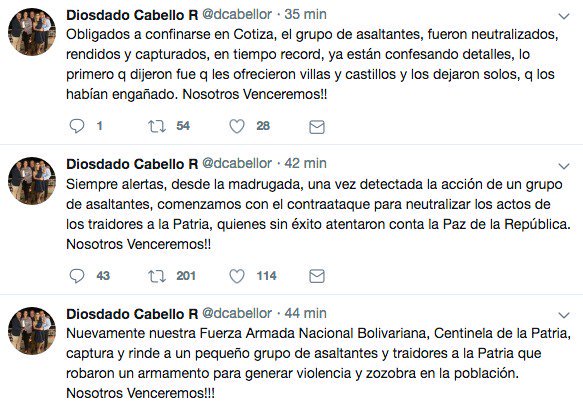 Diosdado Cabello R @dcabellor · 35 min
Obligados a confinarse en Cotiza, el grupo de asaltantes, fueron neutralizados,
rendidos y capturados, en tiempo record, ya están confesando detalles, lo
primero q dijeron fue q les ofrecieron villas y castillos y los dejaron solos, q los
habían engañado. Nosotros Venceremos!!
1 54 28
Diosdado Cabello R @dcabellor · 42 min
Siempre alertas, desde la madrugada, una vez detectada la acción de un grupo
de asaltantes, comenzamos con el contraataque para neutralizar los actos de
los traidores a la Patria, quienes sin éxito atentaron conta la Paz de la República.
Nosotros Venceremos!!
43 201 114
Diosdado Cabello R @dcabellor · 44 min
Nuevamente nuestra Fuerza Armada Nacional Bolivariana, Centinela de la Patria,
captura y rinde a un pequeño grupo de asaltantes y traidores a la Patria que
robaron un armamento para generar violencia y zozobra en la población.
Nosotros Venceremos!!!